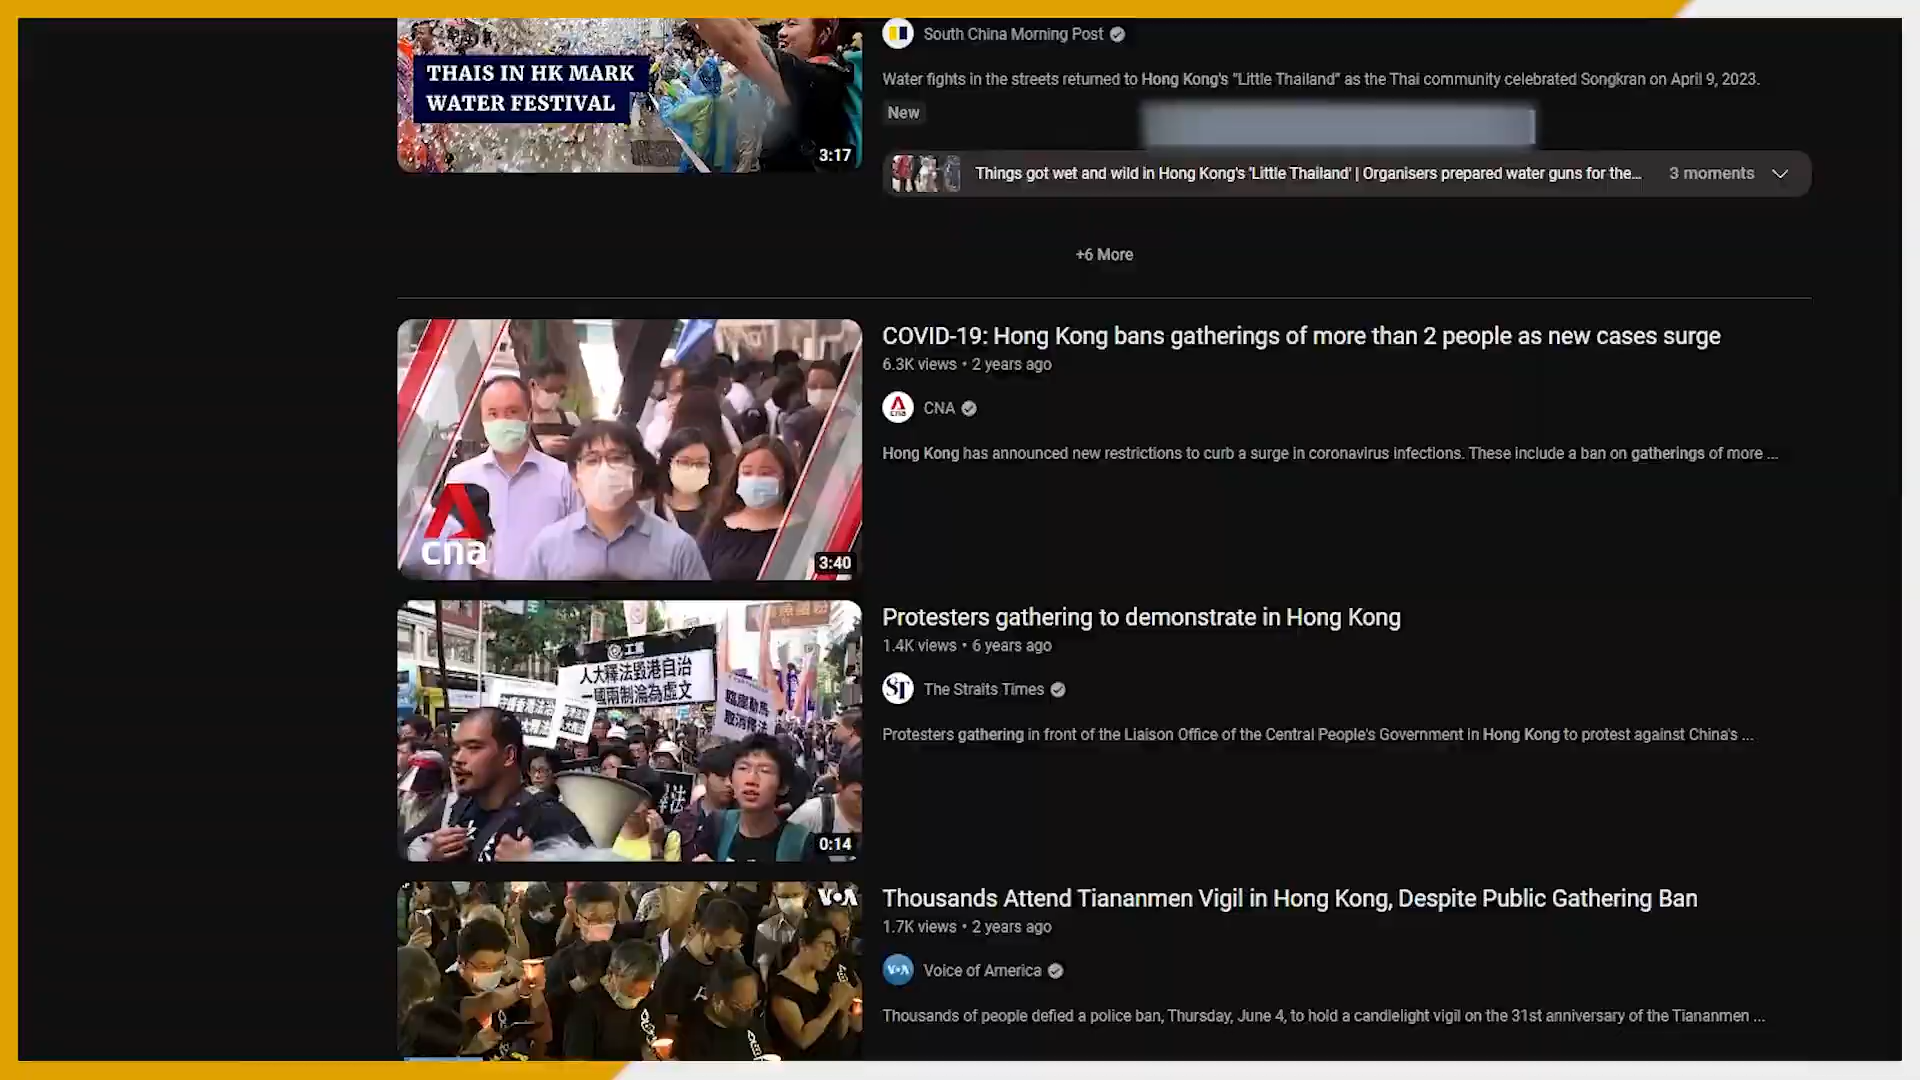 South China Morning Post
THAIS IN HK MARK
WATER FESTIVAL
3:17
Water fights in the streets returned to Hong Kong's "Little Thailand" as the Thai community celebrated Songkran on April 9, 2023.
New
Things got wet and wild in Hong Kong's 'Little Thailand' | Organisers prepared water guns for the...
3 moments
+6 More
COVID-19: Hong Kong bans gatherings of more than 2 people as new cases surge
6.3K views • 2 years ago
cna
CNA
Hong Kong has announced new restrictions to curb a surge in coronavirus infections. These include a ban on gatherings of more ...
cna
3:40
Protesters gathering to demonstrate in Hong Kong
1.4K views • 6 years ago
ST
The Straits Times
Protesters gathering in front of the Liaison Office of the Central People's Government in Hong Kong to protest against China's ...
工黨
人大釋法毀港自治
一國兩制淪為虛文
0:14
VOA
Thousands Attend Tiananmen Vigil in Hong Kong, Despite Public Gathering Ban
1.7K views • 2 years ago
VOA
Voice of America
Thousands of people defied a police ban, Thursday, June 4, to hold a candlelight vigil on the 31st anniversary of the Tiananmen ...